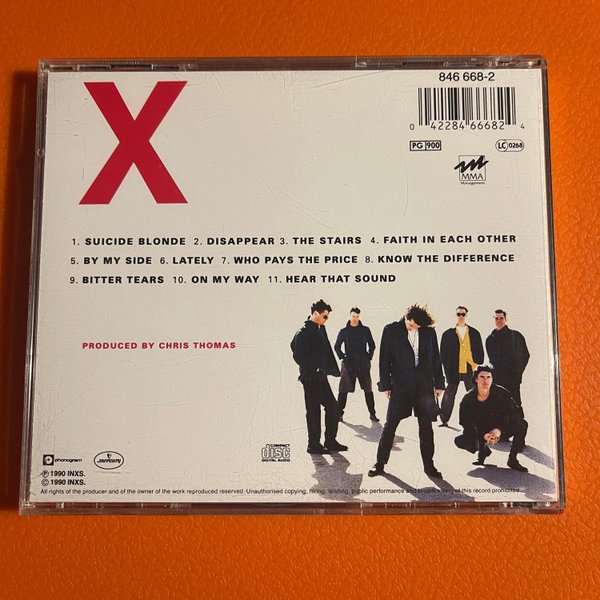 X
846 668-2
0 42284 66682 4
PG 900
LC 0268
MMA
Management
1. SUICIDE BLONDE 2. DISAPPEAR 3. THE STAIRS 4. FAITH IN EACH OTHER
5. BY MY SIDE 6. LATELY 7. WHO PAYS THE PRICE 8. KNOW THE DIFFERENCE
9. BITTER TEARS 10. ON MY WAY 11. HEAR THAT SOUND
PRODUCED BY CHRIS THOMAS
phonogram
mercury
COMPACT
disc
DIGITAL AUDIO
Ⓟ 1990 INXS.
© 1990 INXS.
All rights of the producer and of the owner of the work reproduced reserved. Unauthorised copying, hiring, lending, public performance and broadcasting of this record prohibited.